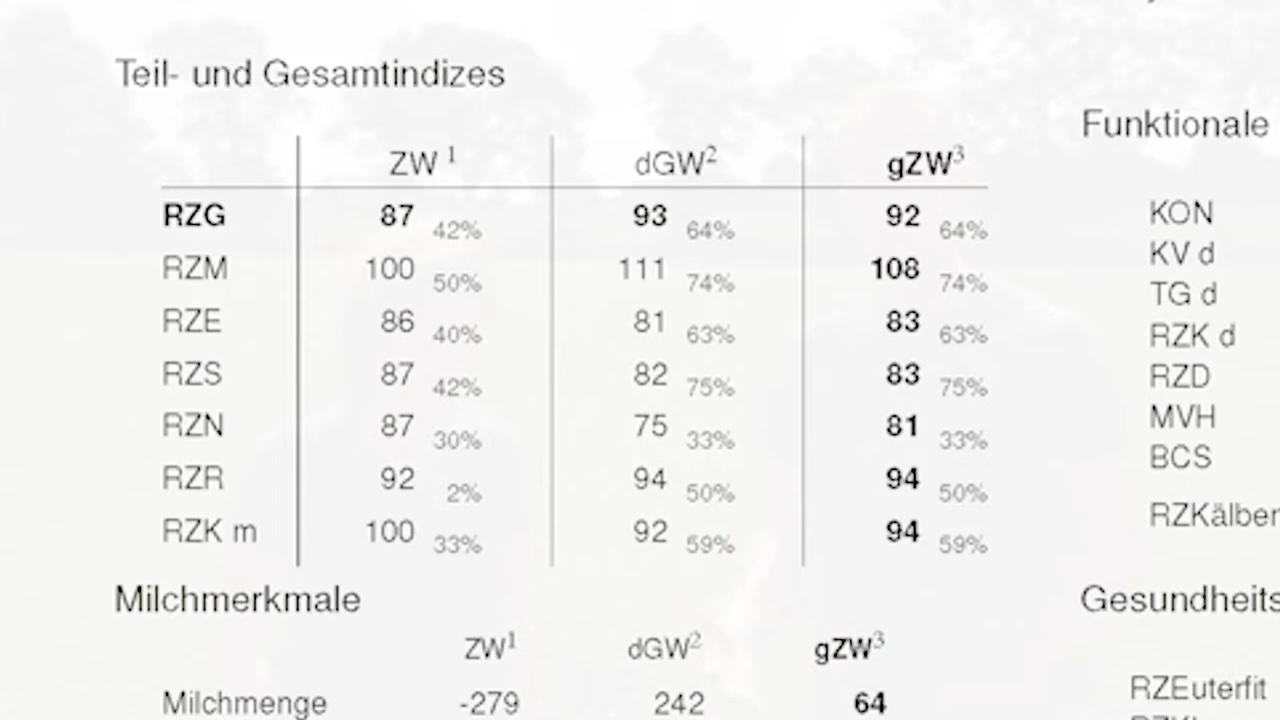 Teil- und Gesamtindizes
ZW ¹ dGW² gZW³
RZG 87 42% 93 64% 92 64%
RZM 100 50% 111 74% 108 74%
RZE 86 40% 81 63% 83 63%
RZS 87 42% 82 75% 83 75%
RZN 87 30% 75 33% 81 33%
RZR 92 2% 94 50% 94 50%
RZK m 100 33% 92 59% 94 59%
Milchmerkmale
ZW¹ dGW² gZW³
Milchmenge -279 242 64
Funktionale
KON
KV d
TG d
RZK d
RZD
MVH
BCS
RZKälber
Gesundheits
RZEuterfit